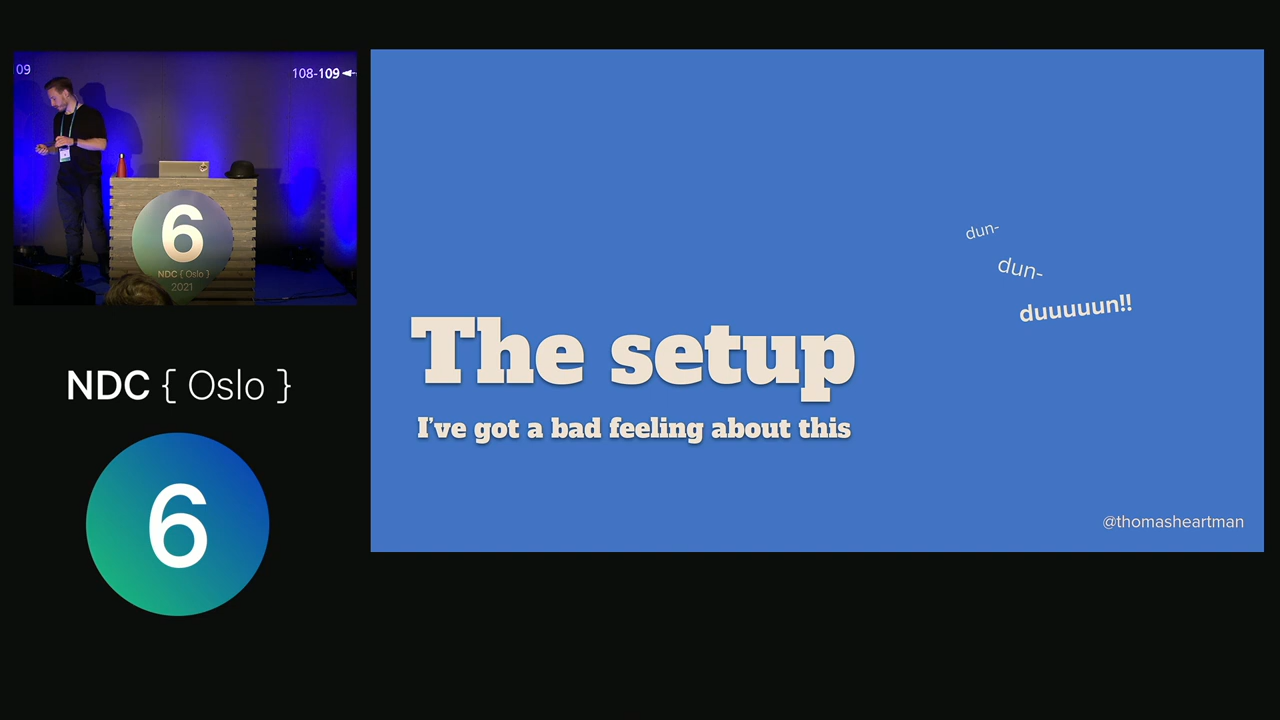 09
108-109
6
NDC { Oslo }
2021
NDC { Oslo }
6
dun-
dun-
duuuuun!!
The setup
I've got a bad feeling about this
@thomasheartman